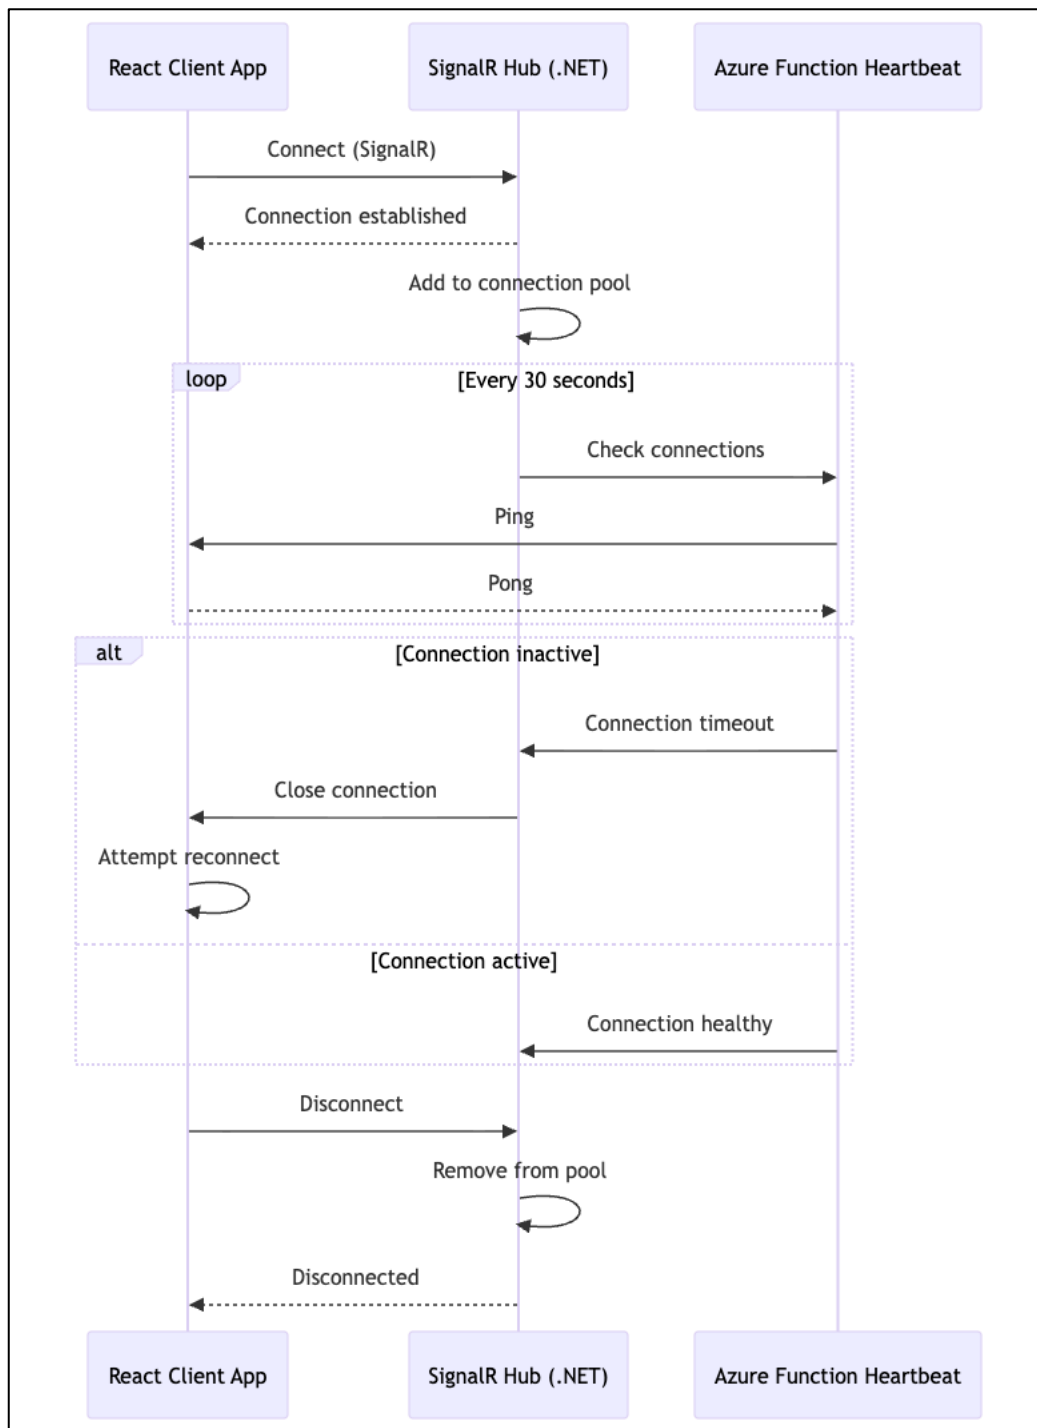 React Client App
SignalR Hub (.NET)
Azure Function Heartbeat
Connect (SignalR)
Connection established
Add to connection pool
loop
[Every 30 seconds]
Check connections
Ping
Pong
alt
[Connection inactive]
Connection timeout
Close connection
Attempt reconnect
[Connection active]
Connection healthy
Disconnect
Remove from pool
Disconnected
React Client App
SignalR Hub (.NET)
Azure Function Heartbeat